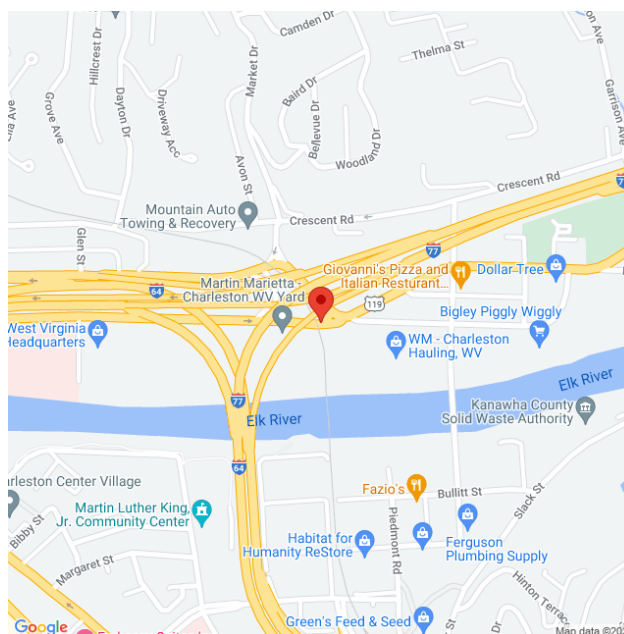 Camden Dr
Thelma St
Hillcrest Dr
Market Dr
Baird Dr
Garrison Ave
Grove Ave
Dayton Dr
Driveway Acc
Bellevue Dr
Woodland Dr
Avon St
Crescent Rd
Mountain Auto
Towing & Recovery
Crescent Rd
Glen St
77
77
64
Martin Marietta -
Charleston WV Yard
Giovanni's Pizza and
Italian Resturant...
Dollar Tree
119
West Virginia
Headquarters
Bigley Piggly Wiggly
WM - Charleston
Hauling, WV
77
Elk River
Elk River
Kanawha County
Solid Waste Authority
64
Charleston Center Village
Fazio's
Bullitt St
Slack St
Martin Luther King,
Jr. Community Center
Bibby St
Piedmont Rd
Habitat for
Humanity ReStore
Ferguson
Plumbing Supply
Margaret St
Hinton Terrace
Green's Feed & Seed
Google
Map data ©20